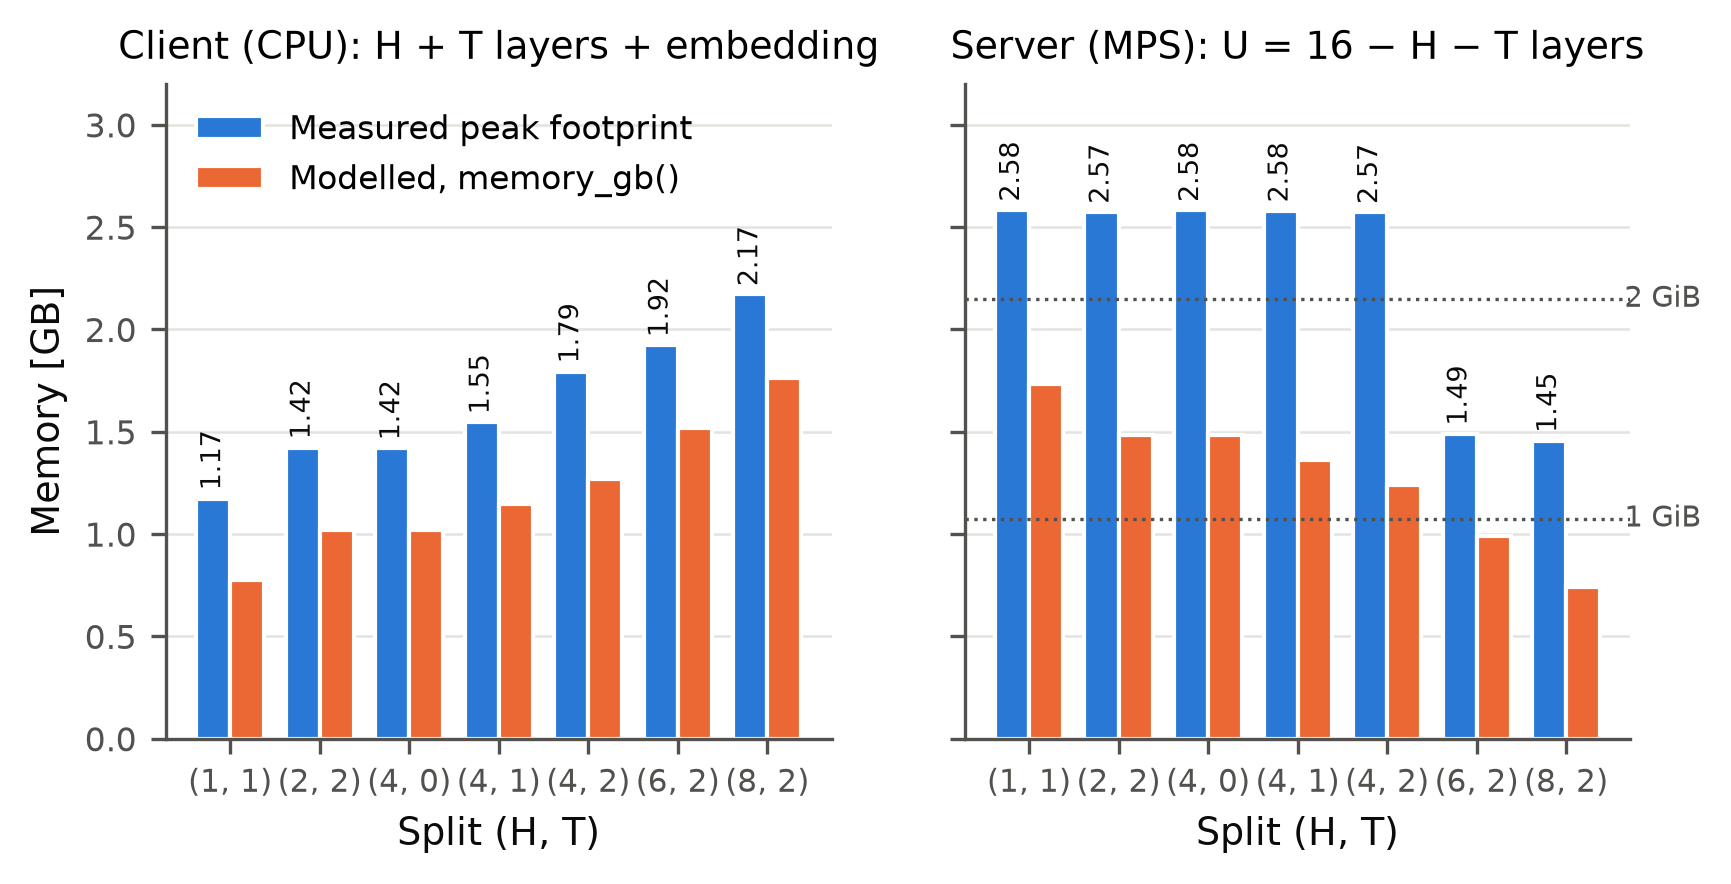 Client (CPU): H + T layers + embedding
Measured peak footprint
Modelled, memory_gb()
Memory [GB]
3.0
2.5
2.0
1.5
1.0
0.5
0.0
1.17
1.42
1.42
1.55
1.79
1.92
2.17
(1, 1) (2, 2) (4, 0) (4, 1) (4, 2) (6, 2) (8, 2)
Split (H, T)
Server (MPS): U = 16 − H − T layers
2.58
2.57
2.58
2.58
2.57
1.49
1.45
2 GiB
1 GiB
(1, 1) (2, 2) (4, 0) (4, 1) (4, 2) (6, 2) (8, 2)
Split (H, T)